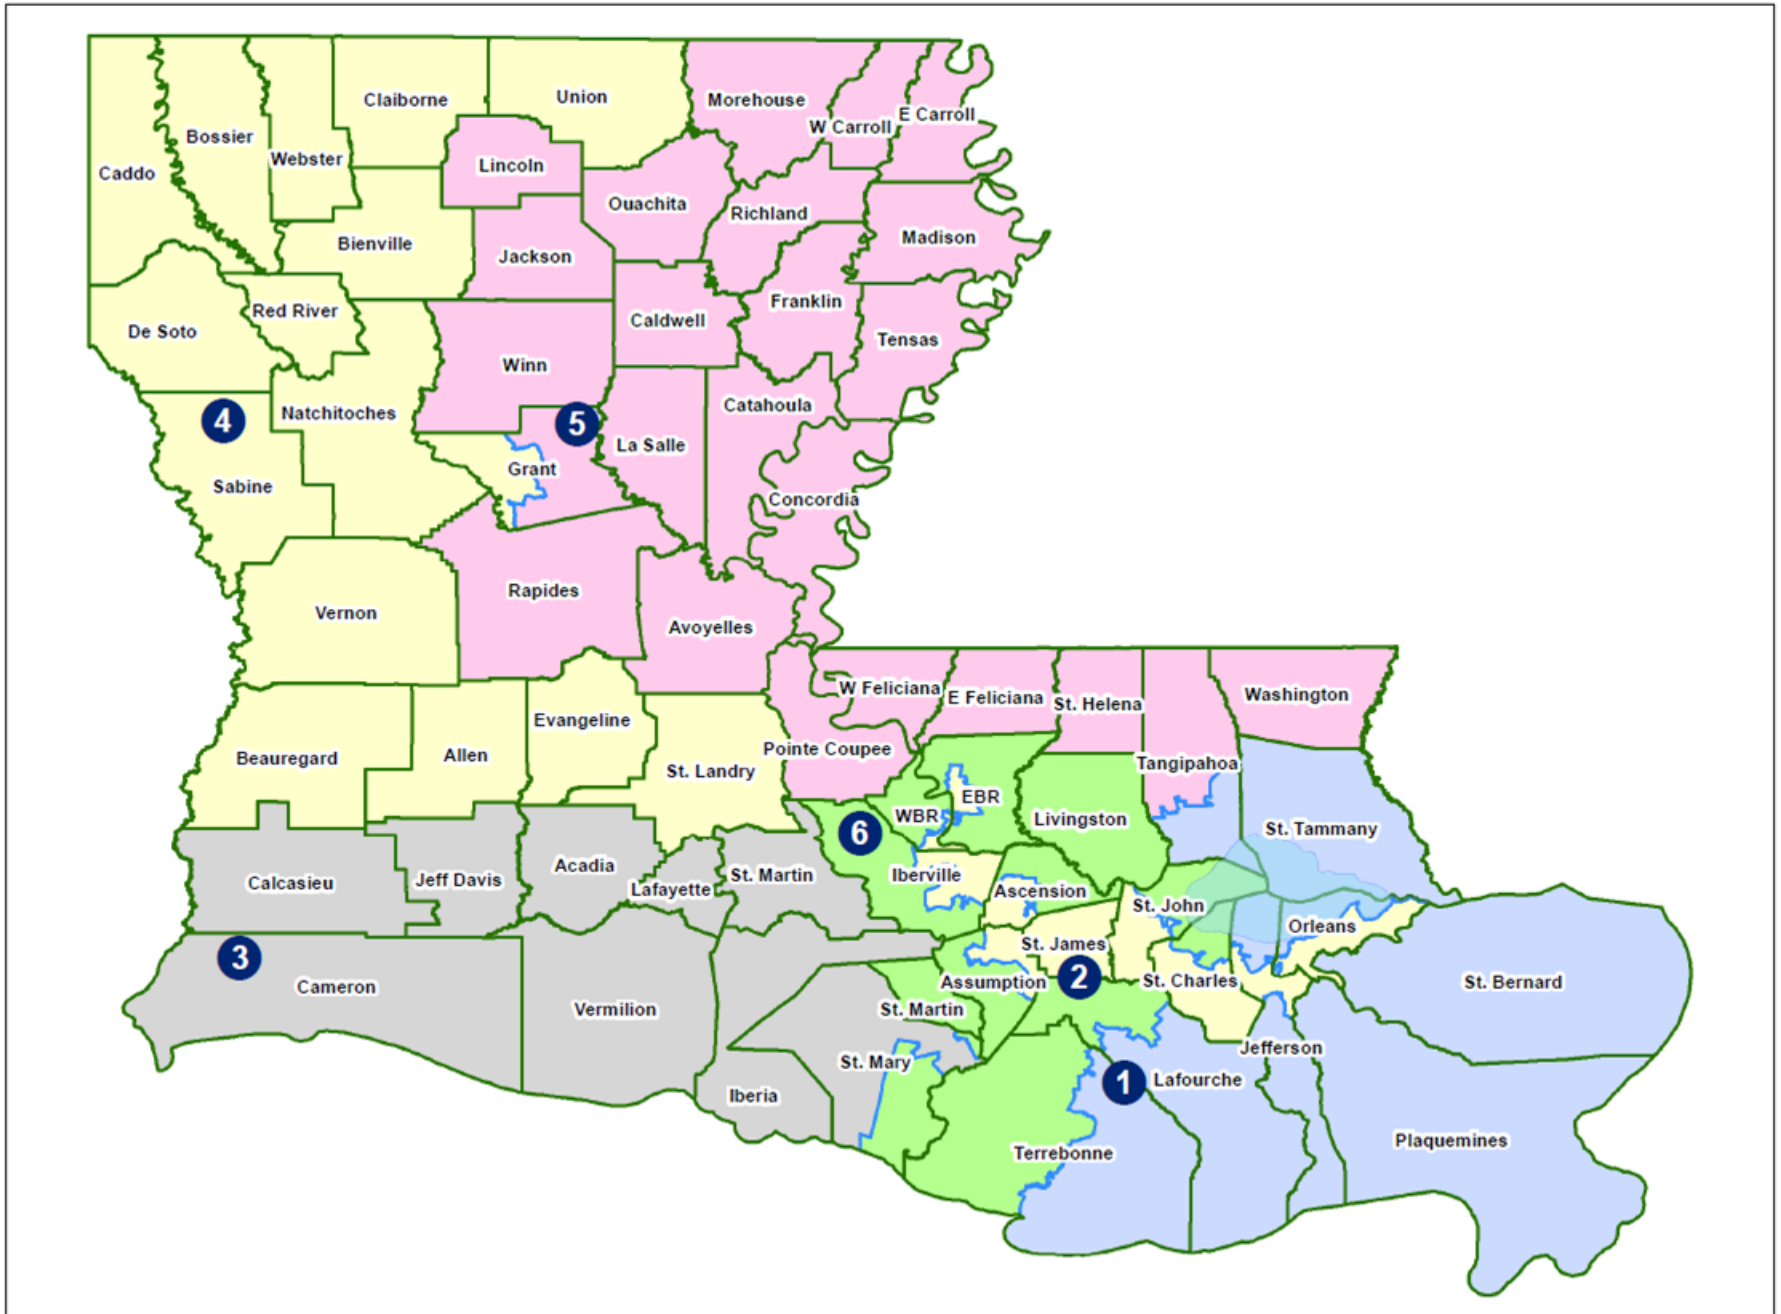 Claiborne
Union
Morehouse
W Carroll
E Carroll
Bossier
Webster
Caddo
Lincoln
Ouachita
Richland
Madison
Bienville
Jackson
Red River
De Soto
Caldwell
Franklin
Tensas
Winn
Natchitoches
Catahoula
4
5
La Salle
Grant
Sabine
Concordia
Rapides
Vernon
Avoyelles
W Feliciana
E Feliciana
St. Helena
Washington
Evangeline
Pointe Coupee
Beauregard
Allen
St. Landry
Tangipahoa
EBR
WBR
6
Livingston
St. Tammany
Calcasieu
Jeff Davis
Acadia
Lafayette
St. Martin
Iberville
Ascension
St. John
Orleans
3
Cameron
St. James
2
Assumption
St. Charles
St. Bernard
Vermilion
St. Martin
St. Mary
Jefferson
Iberia
1
Lafourche
Terrebonne
Plaquemines